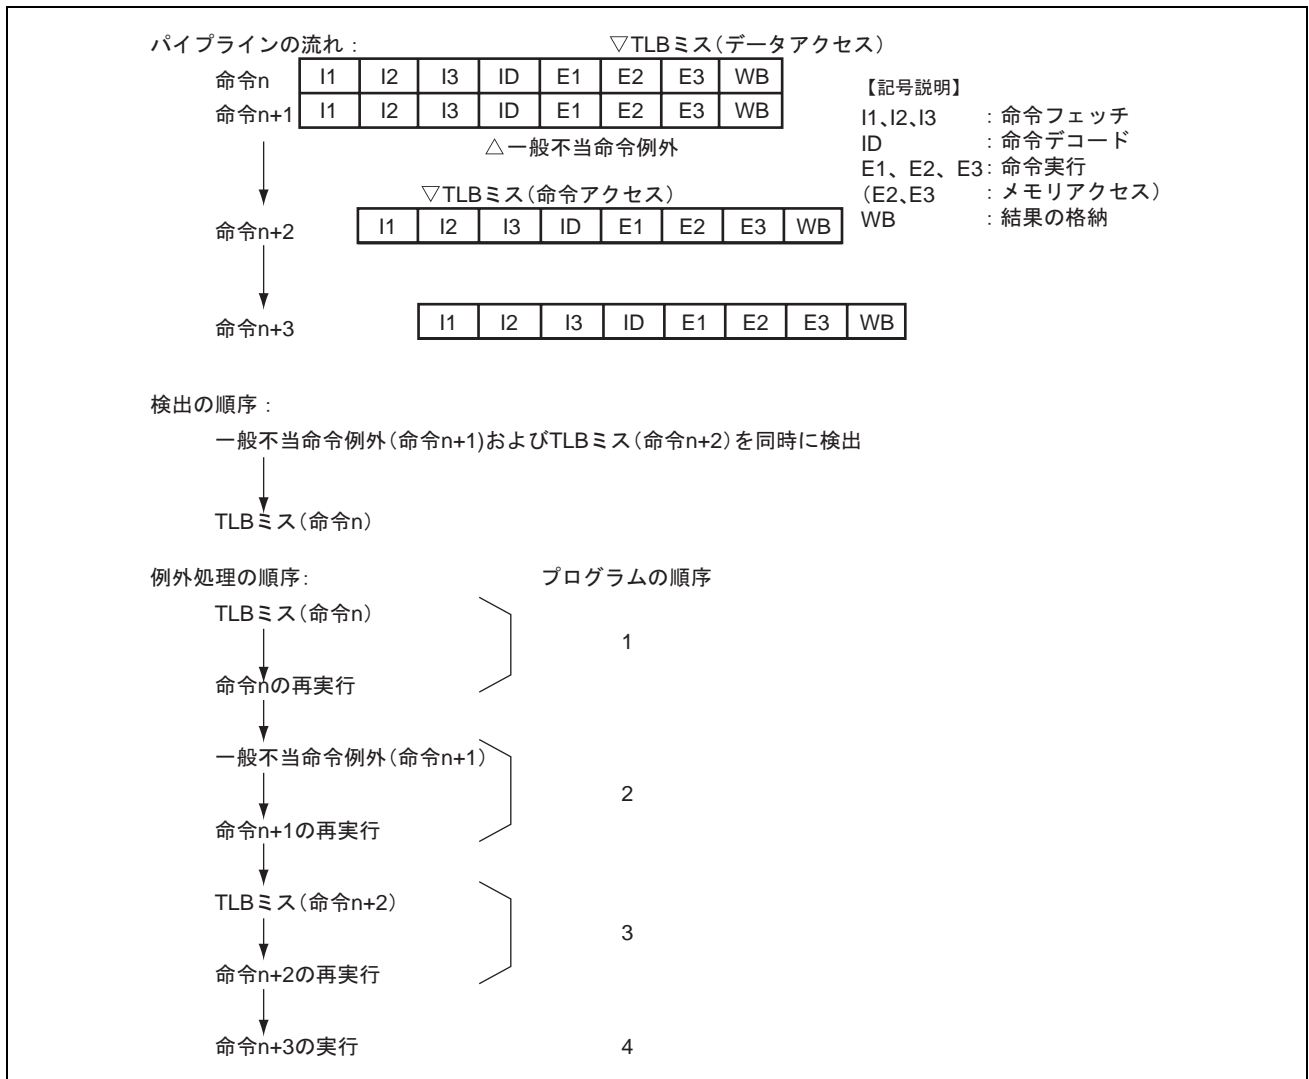 パイプラインの流れ： ▽TLBミス（データアクセス）
命令n I1 I2 I3 ID E1 E2 E3 WB
命令n+1 I1 I2 I3 ID E1 E2 E3 WB
△一般不当命令例外
【記号説明】
I1、I2、I3 ：命令フェッチ
ID ：命令デコード
E1、E2、E3：命令実行
（E2、E3 ：メモリアクセス）
WB ：結果の格納
▽TLBミス（命令アクセス）
命令n+2 I1 I2 I3 ID E1 E2 E3 WB
命令n+3 I1 I2 I3 ID E1 E2 E3 WB
検出の順序：
一般不当命令例外（命令n+1)およびTLBミス（命令n+2）を同時に検出
TLBミス（命令n）
例外処理の順序： プログラムの順序
TLBミス（命令n）
1
命令nの再実行
一般不当命令例外（命令n+1）
2
命令n+1の再実行
TLBミス（命令n+2）
3
命令n+2の再実行
命令n+3の実行 4